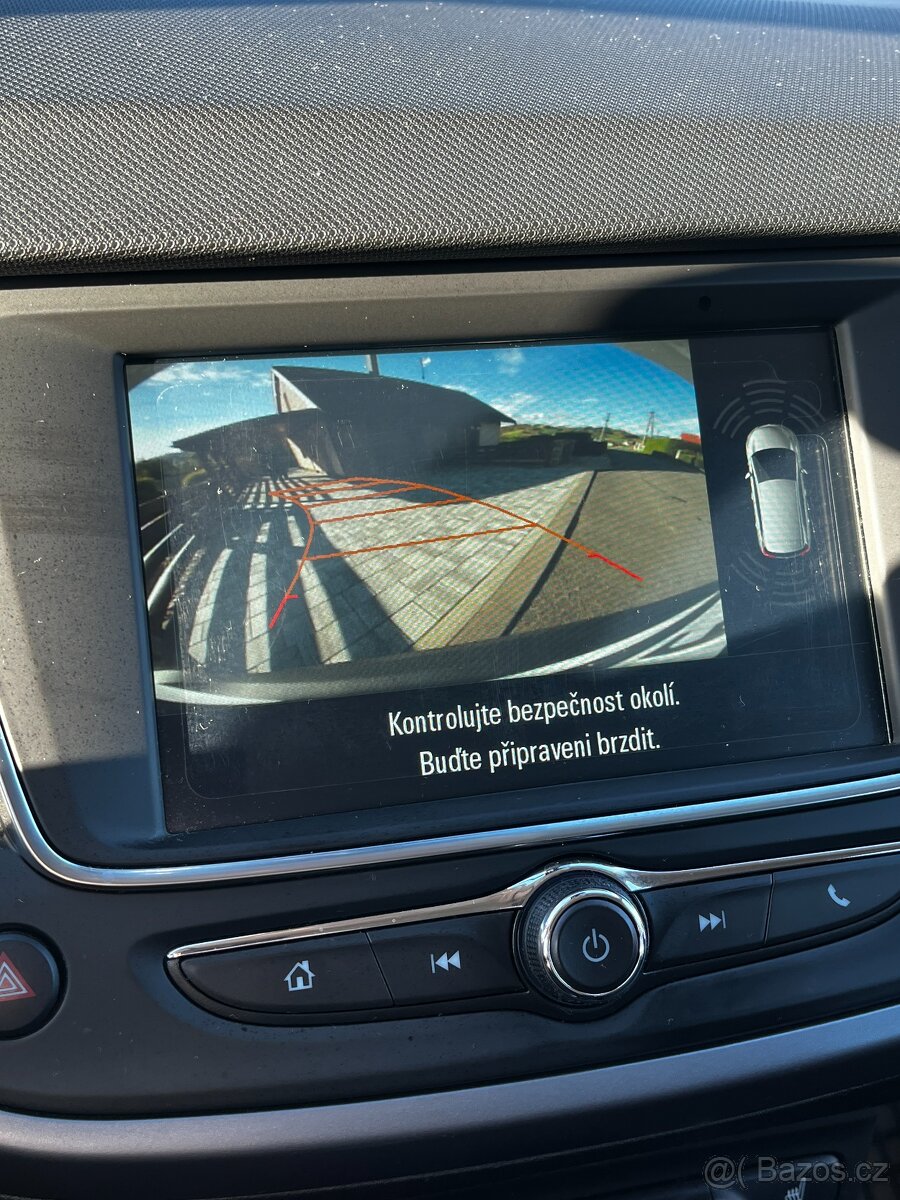 Kontrolujte bezpečnost okolí.
Buďte připraveni brzdit.
@( Bazos.cz